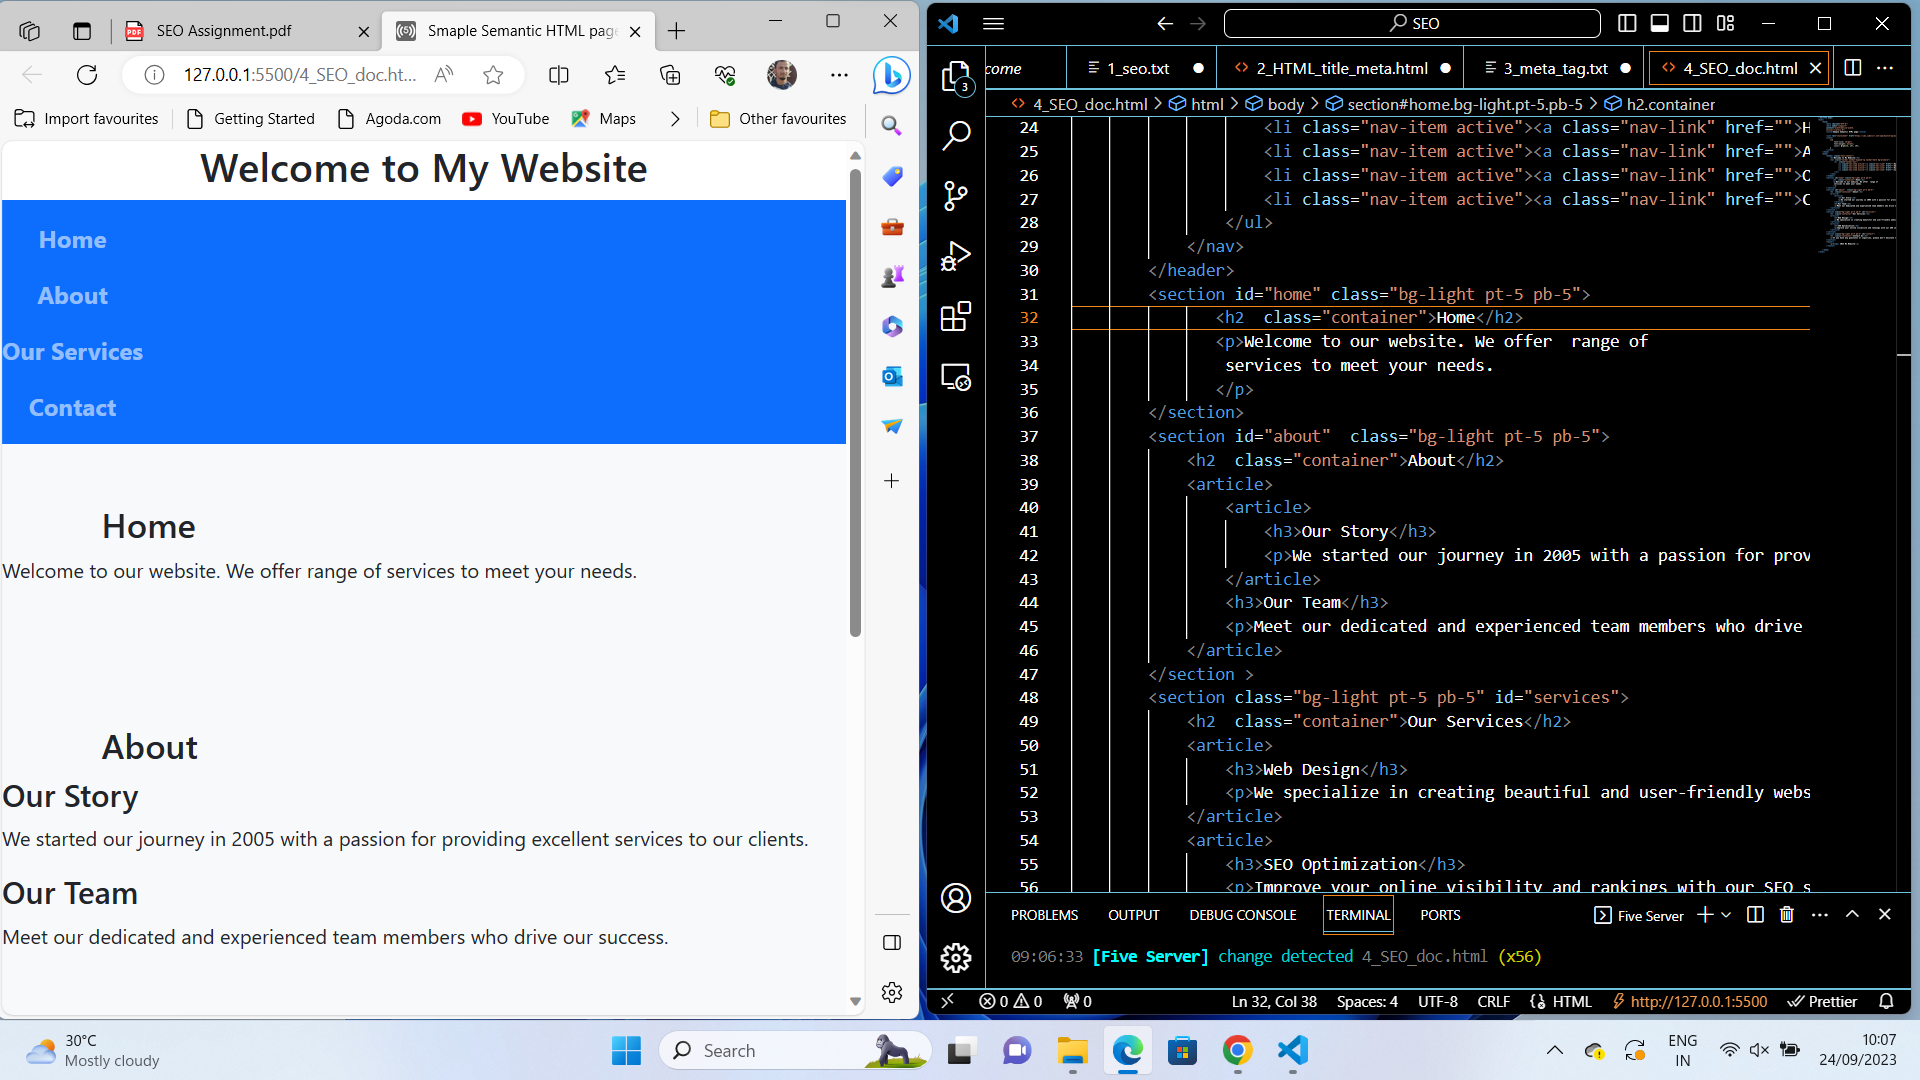 SEO Assignment.pdf
Smaple Semantic HTML page
127.0.0.1:5500/4_SEO_doc.ht...
Import favourites
Getting Started
Agoda.com
YouTube
Maps
Other favourites
Welcome to My Website
Home
About
Our Services
Contact
Home
Welcome to our website. We offer range of services to meet your needs.
About
Our Story
We started our journey in 2005 with a passion for providing excellent services to our clients.
Our Team
Meet our dedicated and experienced team members who drive our success.
SEO
come
1_seo.txt
2_HTML_title_meta.html
3_meta_tag.txt
4_SEO_doc.html
3
4_SEO_doc.html > html > body > section#home.bg-light.pt-5.pb-5 > h2.container
24 <li class="nav-item active"><a class="nav-link" href="">H
25 <li class="nav-item active"><a class="nav-link" href="">A
26 <li class="nav-item active"><a class="nav-link" href="">O
27 <li class="nav-item active"><a class="nav-link" href="">C
28 </ul>
29 </nav>
30 </header>
31 <section id="home" class="bg-light pt-5 pb-5">
32 <h2  class="container">Home</h2>
33 <p>Welcome to our website. We offer  range of
34 services to meet your needs.
35 </p>
36 </section>
37 <section id="about"  class="bg-light pt-5 pb-5">
38 <h2  class="container">About</h2>
39 <article>
40 <article>
41 <h3>Our Story</h3>
42 <p>We started our journey in 2005 with a passion for prov
43 </article>
44 <h3>Our Team</h3>
45 <p>Meet our dedicated and experienced team members who drive
46 </article>
47 </section >
48 <section class="bg-light pt-5 pb-5" id="services">
49 <h2  class="container">Our Services</h2>
50 <article>
51 <h3>Web Design</h3>
52 <p>We specialize in creating beautiful and user-friendly webs
53 </article>
54 <article>
55 <h3>SEO Optimization</h3>
56 <p>Improve your online visibility and rankings with our SEO s
PROBLEMS OUTPUT DEBUG CONSOLE TERMINAL PORTS
Five Server
09:06:33 [Five Server] change detected 4_SEO_doc.html (x56)
0 0 0
Ln 32, Col 38 Spaces: 4 UTF-8 CRLF HTML http://127.0.0.1:5500 Prettier
30°C
Mostly cloudy
Search
ENG
IN
10:07
24/09/2023